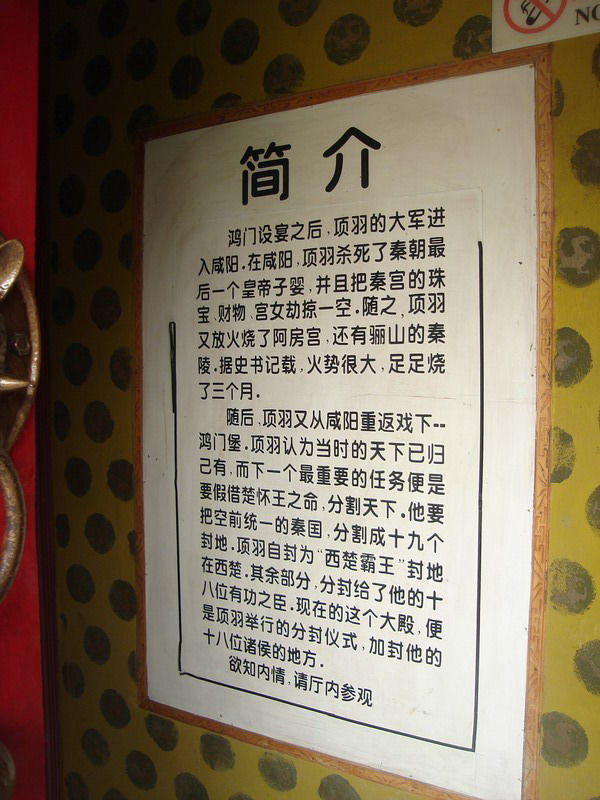 NO
简介
鸿门设宴之后,项羽的大军进
入咸阳.在咸阳,项羽杀死了秦朝最
后一个皇帝子婴,并且把秦宫的珠
宝、财物、宫女劫掠一空.随之,项羽
又放火烧了阿房宫,还有骊山的秦
陵.据史书记载,火势很大,足足烧
了三个月.
随后,项羽又从咸阳重返戏下--
鸿门堡.项羽认为当时的天下已归
己有,而下一个最重要的任务便是
要假借楚怀王之命,分割天下.他要
把空前统一的秦国,分割成十九个
封地.项羽自封为“西楚霸王”封地
在西楚.其余部分,分封给了他的十
八位有功之臣.现在的这个大殿,便
是项羽举行的分封仪式,加封他的
十八位诸侯的地方.
欲知内情,请厅内参观